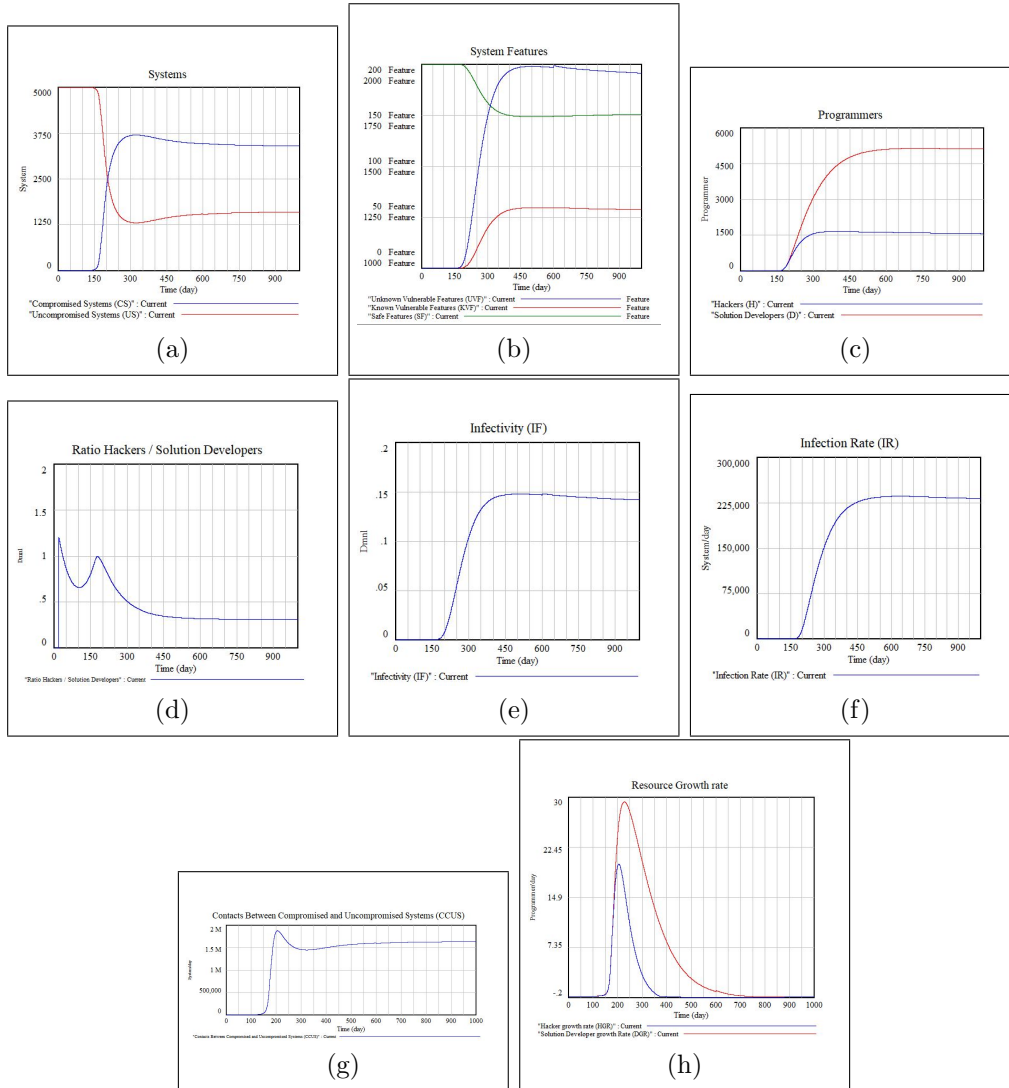 Systems
5000
3750
2500
1250
0
System
0 150 300 450 600 750 900
Time (day)
"Compromised Systems (CS)" : Current
"Uncompromised Systems (US)" : Current
(a)
System Features
200 Feature
2000 Feature
150 Feature
1750 Feature
100 Feature
1500 Feature
50 Feature
1250 Feature
0 Feature
1000 Feature
0 150 300 450 600 750 900
Time (day)
"Unknown Vulnerable Features (UVF)" : Current Feature
"Known Vulnerable Features (KVF)" : Current Feature
"Safe Features (SF)" : Current Feature
(b)
Programmers
6000
4500
3000
1500
0
Programmer
0 150 300 450 600 750 900
Time (day)
"Hackers (H)" : Current
"Solution Developers (D)" : Current
(c)
Ratio Hackers / Solution Developers
2
1.5
1
.5
0
Dmnl
0 150 300 450 600 750 900
Time (day)
"Ratio Hackers / Solution Developers" : Current
(d)
Infectivity (IF)
.2
.15
.1
.05
0
Dmnl
0 150 300 450 600 750 900
Time (day)
"Infectivity (IF)" : Current
(e)
Infection Rate (IR)
300,000
225,000
150,000
75,000
0
System/day
0 150 300 450 600 750 900
Time (day)
"Infection Rate (IR)" : Current
(f)
Contacts Between Compromised and Uncompromised Systems (CCUS)
2 M
1.5 M
1 M
500,000
0
System/day
0 100 200 300 400 500 600 700 800 900 1000
Time (day)
"Contacts Between Compromised and Uncompromised Systems (CCUS)" : Current
(g)
Resource Growth rate
30
22.45
14.9
7.35
-.2
Programmer/day
0 100 200 300 400 500 600 700 800 900 1000
Time (day)
"Hacker growth rate (HGR)" : Current
"Solution Developer growth Rate (DGR)" : Current
(h)